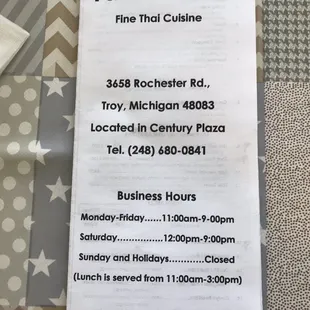 Fine Thai Cuisine
3658 Rochester Rd.,
Troy, Michigan 48083
Located in Century Plaza
Tel. (248) 680-0841
Business Hours
Monday-Friday......11:00am-9-00pm
Saturday.................12:00pm-9:00pm
Sunday and Holidays............Closed
(Lunch is served from 11:00am-3:00pm)